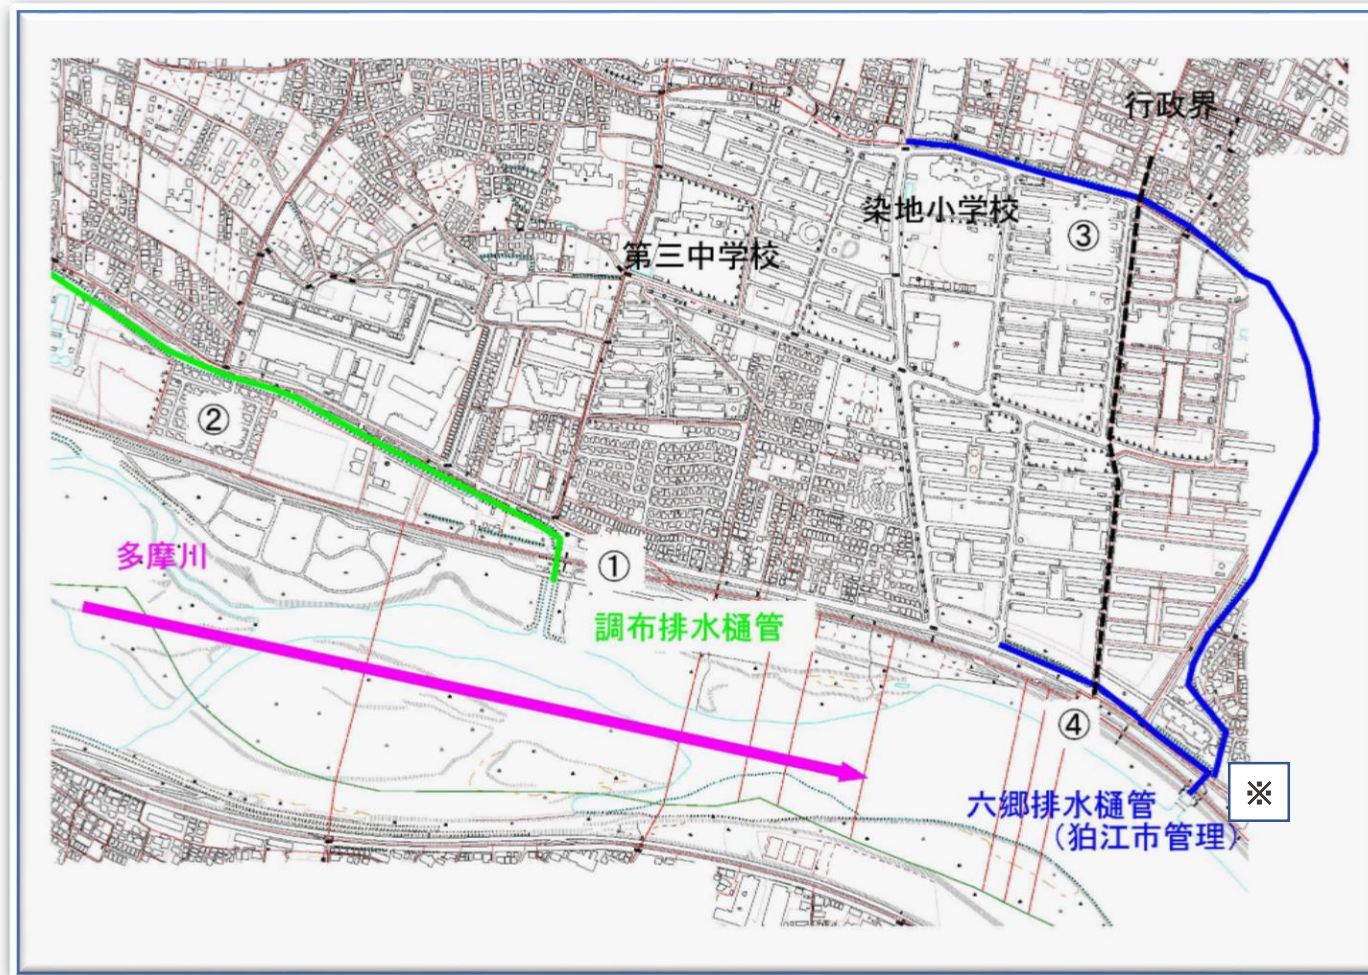 行政界
染地小学校
③
第三中学校
②
多摩川
①
調布排水樋管
④
六郷排水樋管
（狛江市管理）
※